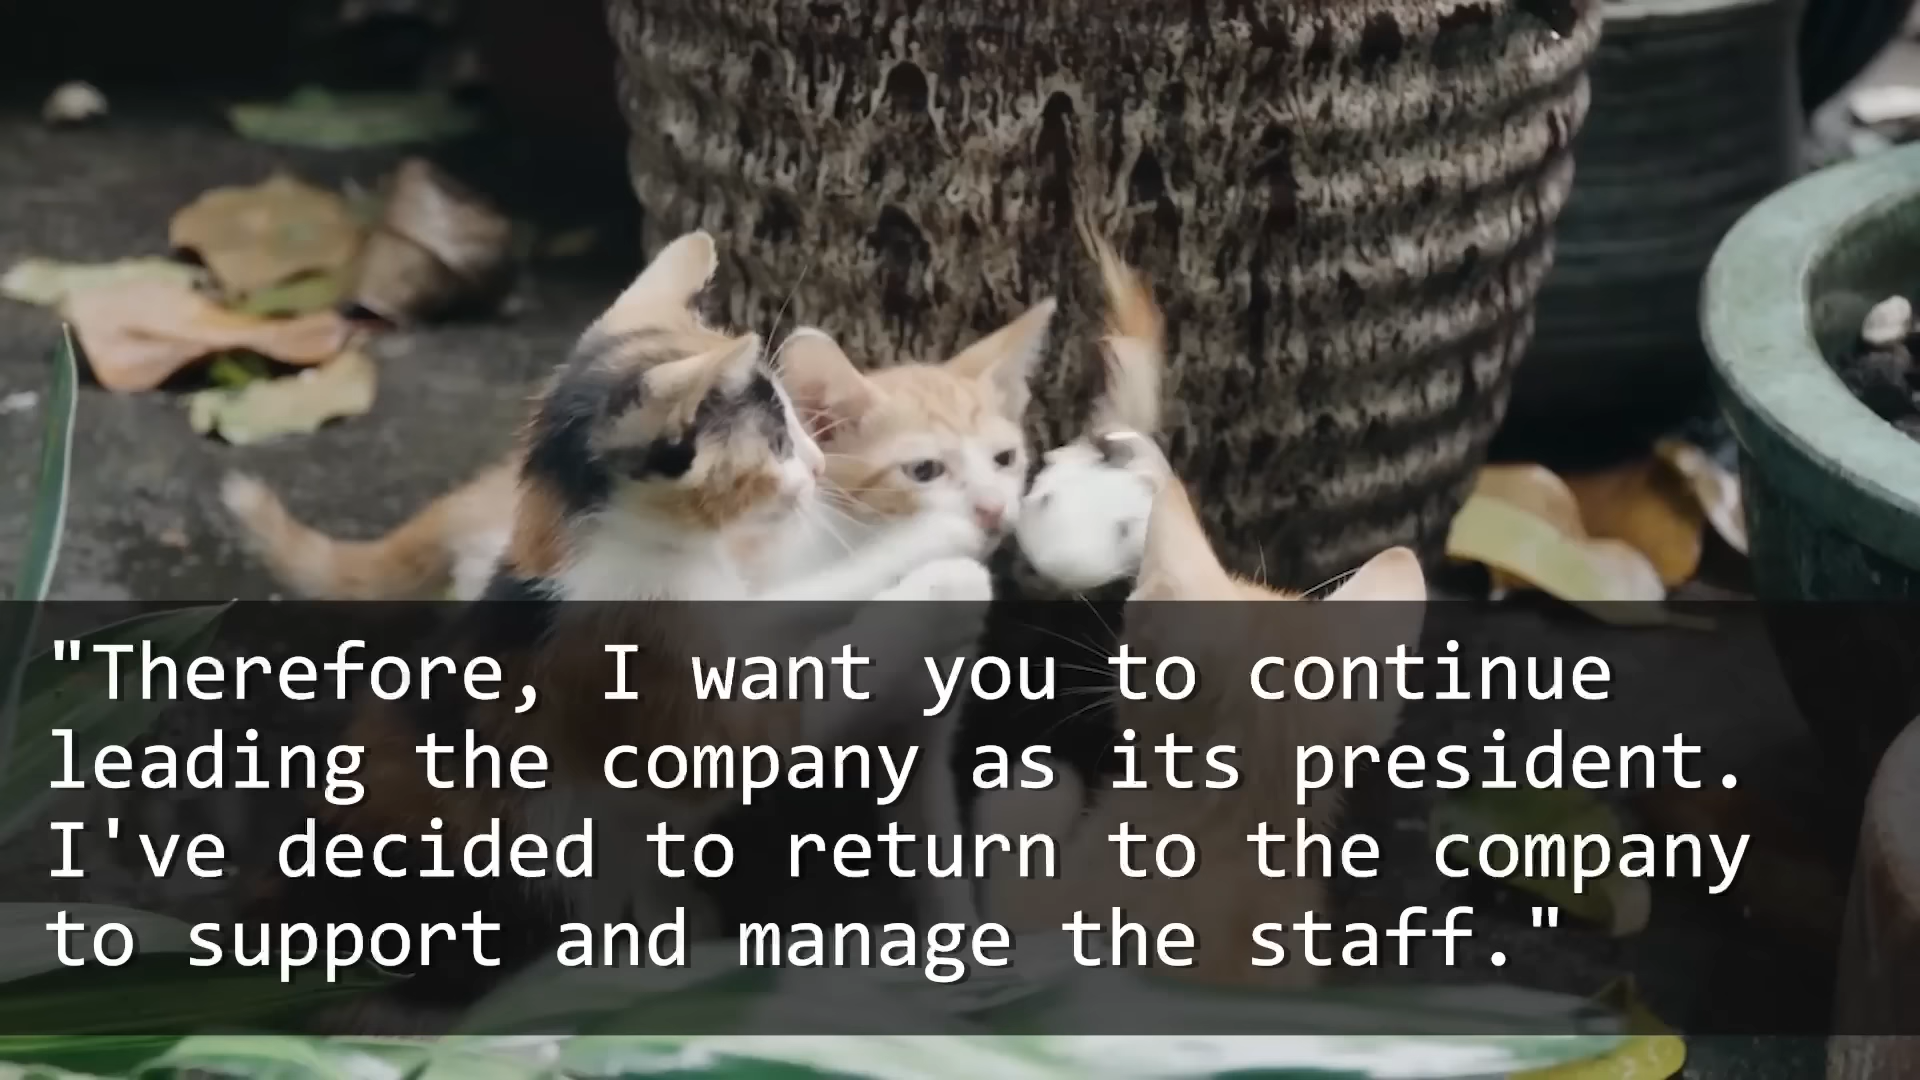 "Therefore, I want you to continue
leading the company as its president.
I've decided to return to the company
to support and manage the staff."